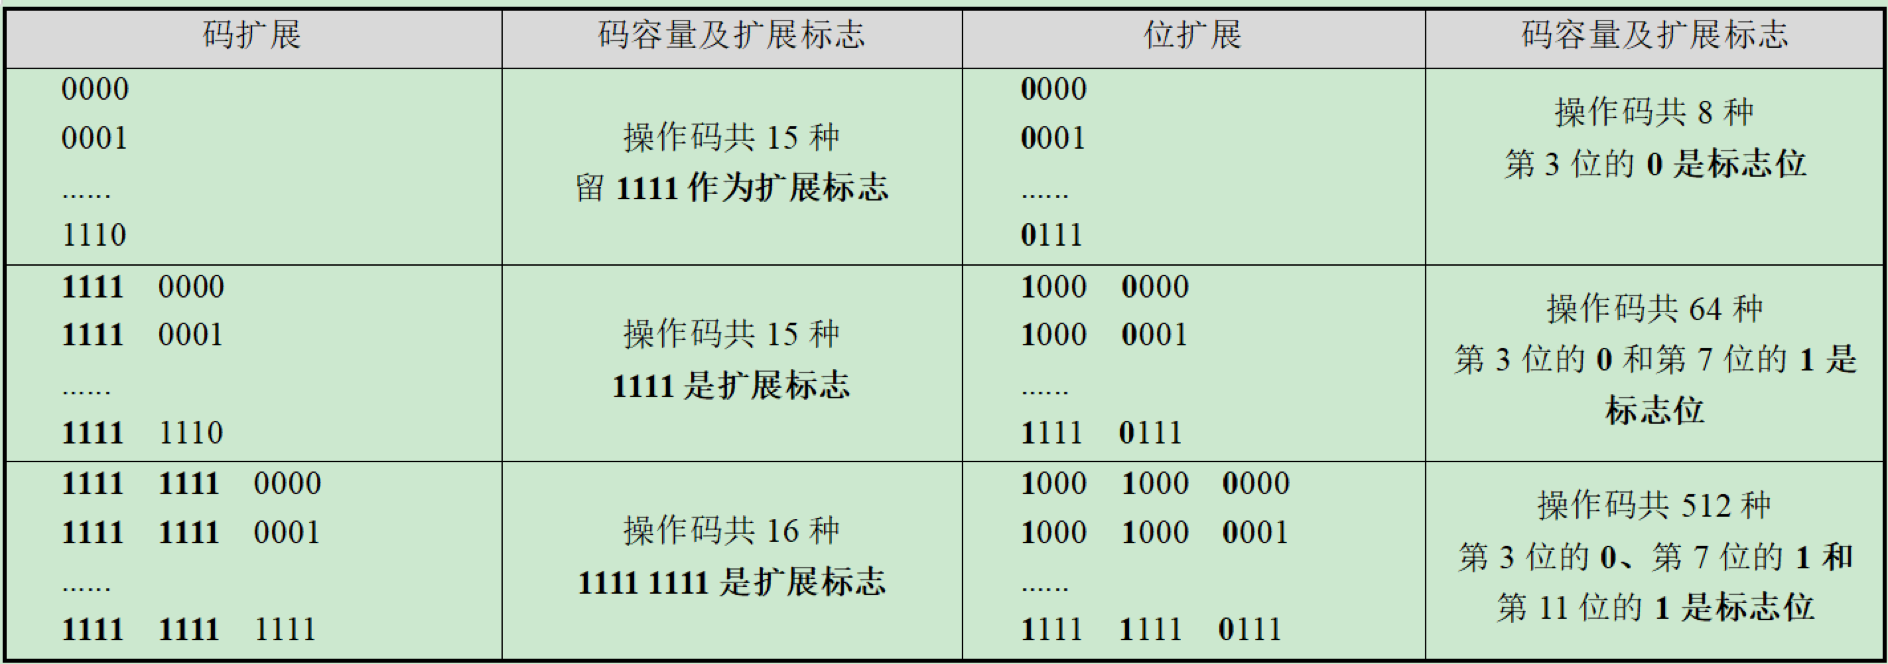 码扩展
码容量及扩展标志
位扩展
码容量及扩展标志
0000
0001
......
1110
操作码共 15 种
留 1111 作为扩展标志
0000
0001
......
0111
操作码共 8 种
第 3 位的 0 是标志位
1111 0000
1111 0001
......
1111 1110
操作码共 15 种
1111 是扩展标志
1000 0000
1000 0001
......
1111 0111
操作码共 64 种
第 3 位的 0 和第 7 位的 1 是
标志位
1111 1111 0000
1111 1111 0001
......
1111 1111 1111
操作码共 16 种
1111 1111 是扩展标志
1000 1000 0000
1000 1000 0001
......
1111 1111 0111
操作码共 512 种
第 3 位的 0、第 7 位的 1 和
第 11 位的 1 是标志位